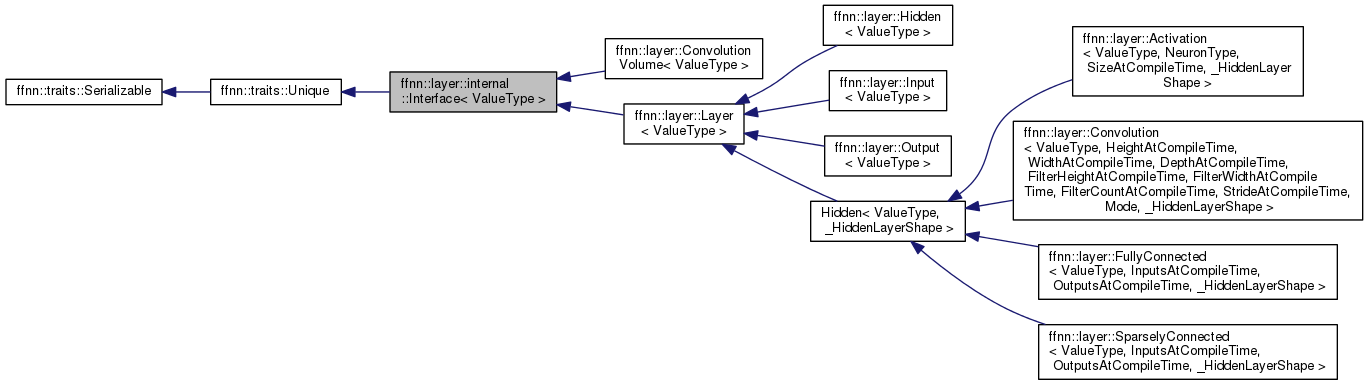 ffnn::traits::Serializable
ffnn::traits::Unique
ffnn::layer::internal
::Interface< ValueType >
ffnn::layer::Convolution
Volume< ValueType >
ffnn::layer::Layer
< ValueType >
ffnn::layer::Hidden
< ValueType >
ffnn::layer::Input
< ValueType >
ffnn::layer::Output
< ValueType >
Hidden< ValueType,
_HiddenLayerShape >
ffnn::layer::Activation
< ValueType, NeuronType,
SizeAtCompileTime, _HiddenLayer
Shape >
ffnn::layer::Convolution
< ValueType, HeightAtCompileTime,
WidthAtCompileTime, DepthAtCompileTime,
FilterHeightAtCompileTime, FilterWidthAtCompile
Time, FilterCountAtCompileTime, StrideAtCompileTime,
Mode, _HiddenLayerShape >
ffnn::layer::FullyConnected
< ValueType, InputsAtCompileTime,
OutputsAtCompileTime, _HiddenLayerShape >
ffnn::layer::SparselyConnected
< ValueType, InputsAtCompileTime,
OutputsAtCompileTime, _HiddenLayerShape >